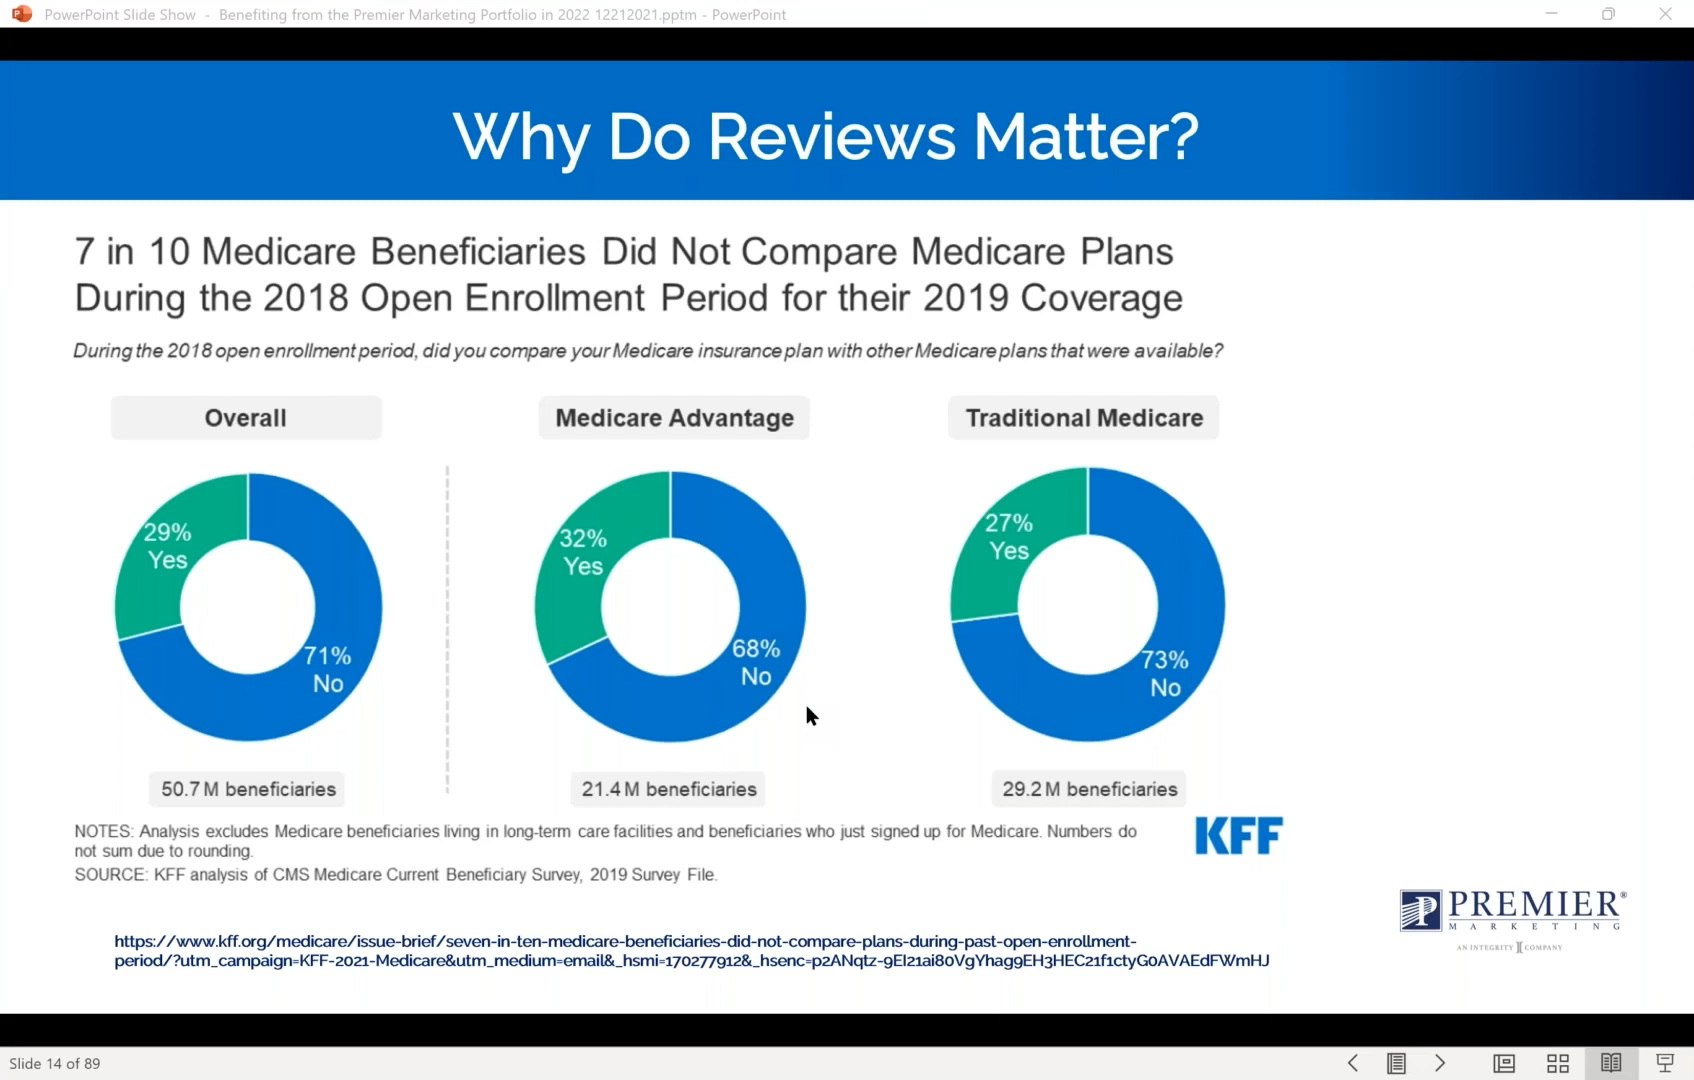 PowerPoint Slide Show - Benefiting from the Premier Marketing Portfolio in 2022 12212021.pptm - PowerPoint
Why Do Reviews Matter?
7 in 10 Medicare Beneficiaries Did Not Compare Medicare Plans
During the 2018 Open Enrollment Period for their 2019 Coverage
During the 2018 open enrollment period, did you compare your Medicare insurance plan with other Medicare plans that were available?
Overall
Medicare Advantage
Traditional Medicare
29%
Yes
71%
No
32%
Yes
68%
No
27%
Yes
73%
No
50.7 M beneficiaries
21.4 M beneficiaries
29.2 M beneficiaries
NOTES: Analysis excludes Medicare beneficiaries living in long-term care facilities and beneficiaries who just signed up for Medicare. Numbers do
not sum due to rounding.
SOURCE: KFF analysis of CMS Medicare Current Beneficiary Survey, 2019 Survey File.
KFF
PREMIER®
MARKETING
AN INTEGRITY COMPANY
https://www.kff.org/medicare/issue-brief/seven-in-ten-medicare-beneficiaries-did-not-compare-plans-during-past-open-enrollment-
period/?utm_campaign=KFF-2021-Medicare&utm_medium=email&_hsmi=170277912&_hsenc=p2ANqtz-9EI21ai80VgYhag9EH3HEC21f1ctyG0AVAEdFWmHJ
Slide 14 of 89